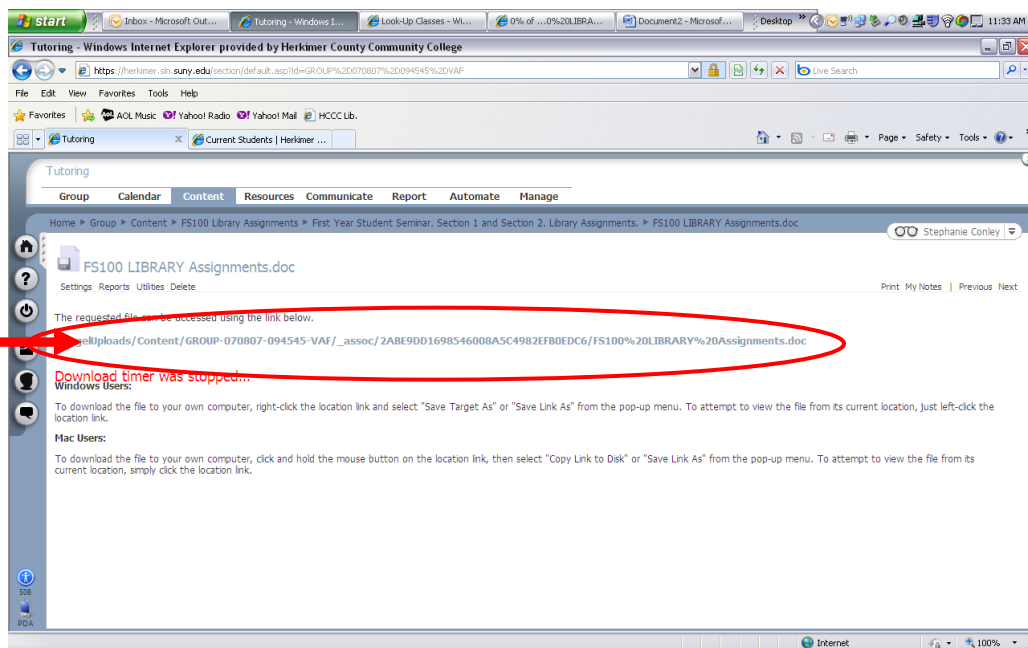 start
Inbox - Microsoft Out...
Tutoring - Windows I...
Look-Up Classes - Wi...
0% of ...0%20LIBRA...
Document2 - Microsof...
Desktop
11:33 AM
Tutoring - Windows Internet Explorer provided by Herkimer County Community College
https://herkimer.sln.suny.edu/section/default.asp?id=GROUP%2D070807%2D094545%2DVAF
Live Search
File Edit View Favorites Tools Help
Favorites AOL Music Yahoo! Radio Yahoo! Mail HCCC Lib.
Tutoring
Current Students | Herkimer ...
Page Safety Tools
Tutoring
Group Calendar Content Resources Communicate Report Automate Manage
Home Group Content FS100 Library Assignments First Year Student Seminar. Section 1 and Section 2. Library Assignments. FS100 LIBRARY Assignments.doc
Stephanie Conley
FS100 LIBRARY Assignments.doc
Settings Reports Utilities Delete
Print My Notes | Previous Next
The requested file can be accessed using the link below.
gelUploads/Content/GROUP-070807-094545-VAF/_assoc/2ABE9DD1698546008A5C4982EFB0EDC6/FS100%20LIBRARY%20Assignments.doc
Download timer was stopped...
Windows Users:
To download the file to your own computer, right-click the location link and select "Save Target As" or "Save Link As" from the pop-up menu. To attempt to view the file from its current location, just left-click the
location link.
Mac Users:
To download the file to your own computer, click and hold the mouse button on the location link, then select "Copy Link to Disk" or "Save Link As" from the pop-up menu. To attempt to view the file from its
current location, simply click the location link.
508
PDA
Internet
100%